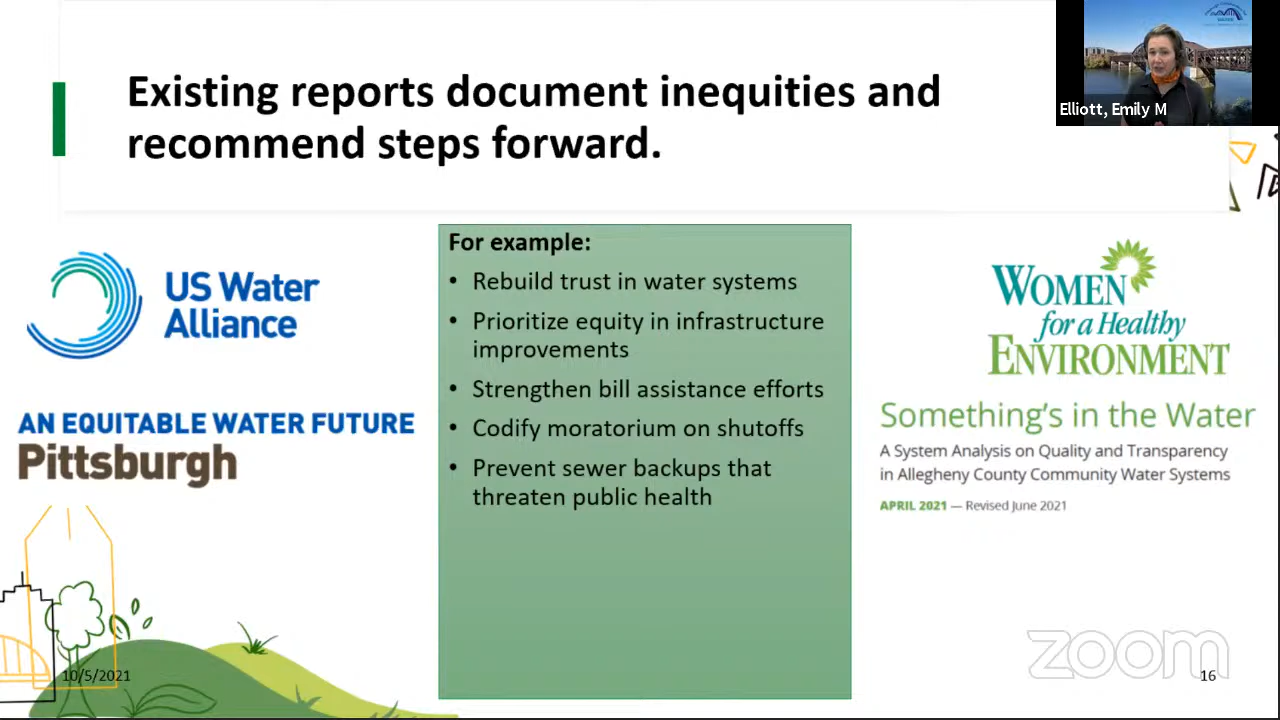 Existing reports document inequities and
recommend steps forward.
Elliott, Emily M
US Water
Alliance
AN EQUITABLE WATER FUTURE
Pittsburgh
For example:
• Rebuild trust in water systems
• Prioritize equity in infrastructure
improvements
• Strengthen bill assistance efforts
• Codify moratorium on shutoffs
• Prevent sewer backups that
threaten public health
WOMEN
for a Healthy
ENVIRONMENT
Something's in the Water
A System Analysis on Quality and Transparency
in Allegheny County Community Water Systems
APRIL 2021 — Revised June 2021
10/5/2021
zoom
16